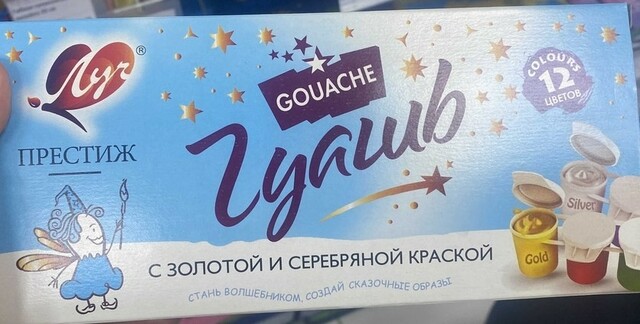 Луч®
ПРЕСТИЖ
GOUACHE
Гуашь
COLOURS
12
ЦВЕТОВ
Silver
Gold
С ЗОЛОТОЙ И СЕРЕБРЯНОЙ КРАСКОЙ
СТАНЬ ВОЛШЕБНИКОМ, СОЗДАЙ СКАЗОЧНЫЕ ОБРАЗЫ